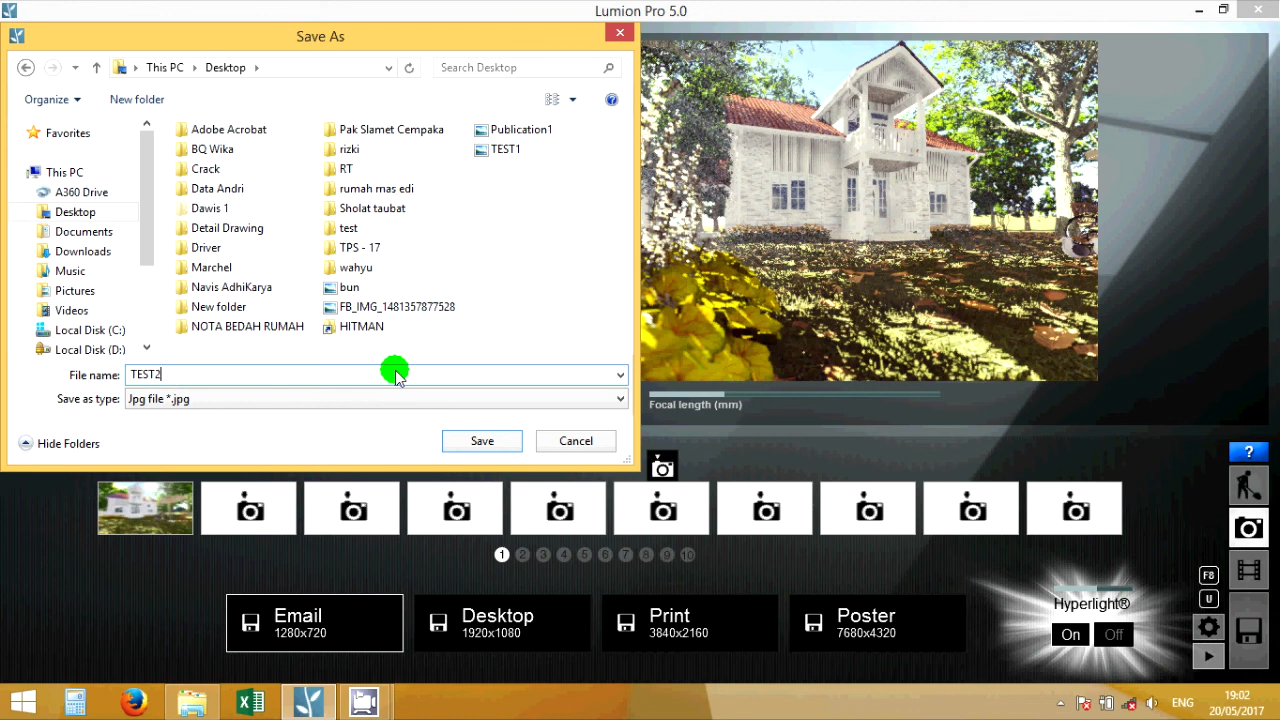 Lumion Pro 5.0
Save As
This PC
Desktop
Search Desktop
Organize
New folder
Favorites
This PC
A360 Drive
Desktop
Documents
Downloads
Music
Pictures
Videos
Local Disk (C:)
Local Disk (D:)
Adobe Acrobat
BQ Wika
Crack
Data Andri
Dawis 1
Detail Drawing
Driver
Marchel
Navis AdhiKarya
New folder
NOTA BEDAH RUMAH
Pak Slamet Cempaka
rizki
RT
rumah mas edi
Sholat taubat
test
TPS - 17
wahyu
bun
FB_IMG_1481357877528
HITMAN
Publication1
TEST1
File name: TEST2
Save as type: Jpg file *.jpg
Hide Folders
Save
Cancel
Focal length (mm)
?
1 2 3 4 5 6 7 8 9 10
Email
1280x720
Desktop
1920x1080
Print
3840x2160
Poster
7680x4320
Hyperlight®
On Off
F8
U
ENG
19:02
20/05/2017